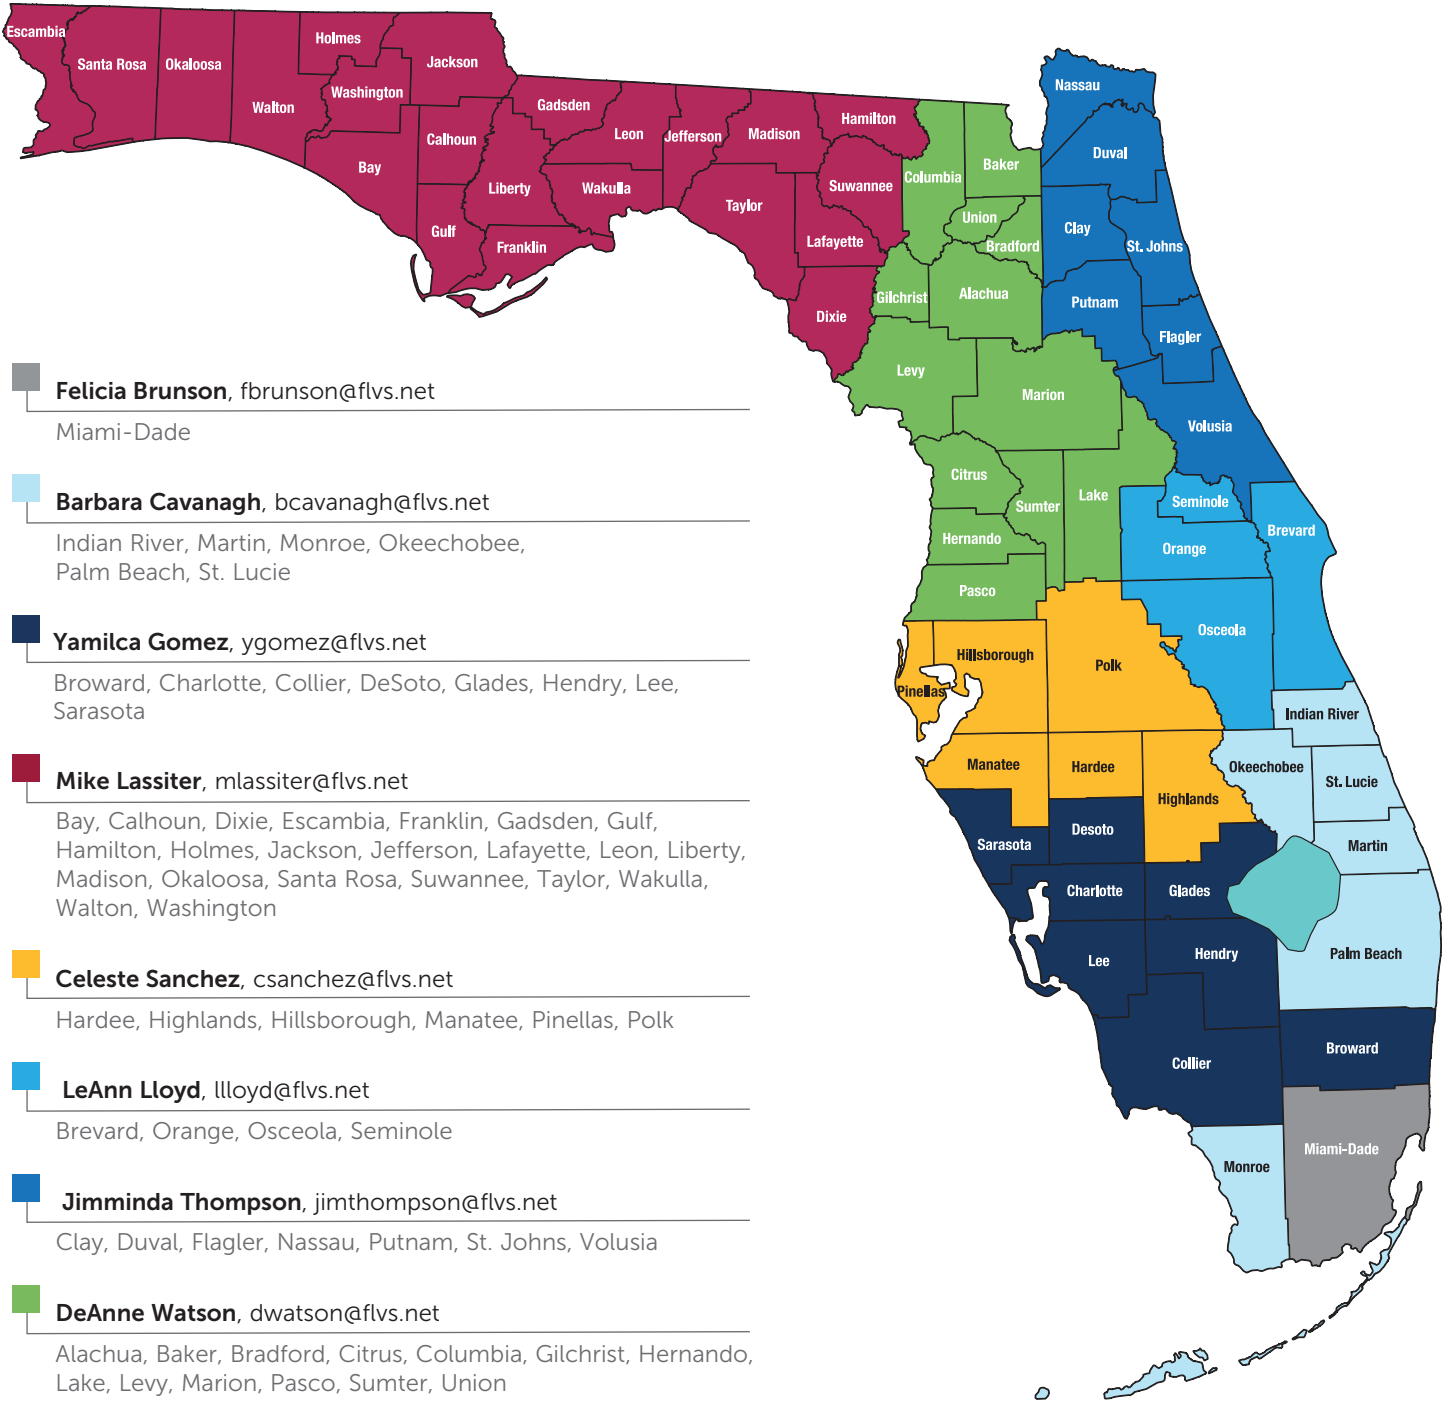 Escambia
Santa Rosa
Okaloosa
Walton
Holmes
Washington
Jackson
Bay
Calhoun
Gulf
Liberty
Franklin
Gadsden
Leon
Wakulla
Jefferson
Madison
Taylor
Hamilton
Suwannee
Lafayette
Dixie
Columbia
Baker
Union
Bradford
Gilchrist
Alachua
Levy
Marion
Citrus
Sumter
Lake
Hernando
Pasco
Nassau
Duval
Clay
St. Johns
Putnam
Flagler
Volusia
Seminole
Orange
Brevard
Osceola
Hillsborough
Pinellas
Polk
Manatee
Hardee
Highlands
Indian River
Okeechobee
St. Lucie
Martin
Palm Beach
Sarasota
Desoto
Charlotte
Glades
Lee
Hendry
Collier
Broward
Miami-Dade
Monroe
Felicia Brunson, fbrunson@flvs.net
Miami-Dade
Barbara Cavanagh, bcavanagh@flvs.net
Indian River, Martin, Monroe, Okeechobee,
Palm Beach, St. Lucie
Yamilca Gomez, ygomez@flvs.net
Broward, Charlotte, Collier, DeSoto, Glades, Hendry, Lee,
Sarasota
Mike Lassiter, mlassiter@flvs.net
Bay, Calhoun, Dixie, Escambia, Franklin, Gadsden, Gulf,
Hamilton, Holmes, Jackson, Jefferson, Lafayette, Leon, Liberty,
Madison, Okaloosa, Santa Rosa, Suwannee, Taylor, Wakulla,
Walton, Washington
Celeste Sanchez, csanchez@flvs.net
Hardee, Highlands, Hillsborough, Manatee, Pinellas, Polk
LeAnn Lloyd, llloyd@flvs.net
Brevard, Orange, Osceola, Seminole
Jimminda Thompson, jimthompson@flvs.net
Clay, Duval, Flagler, Nassau, Putnam, St. Johns, Volusia
DeAnne Watson, dwatson@flvs.net
Alachua, Baker, Bradford, Citrus, Columbia, Gilchrist, Hernando,
Lake, Levy, Marion, Pasco, Sumter, Union